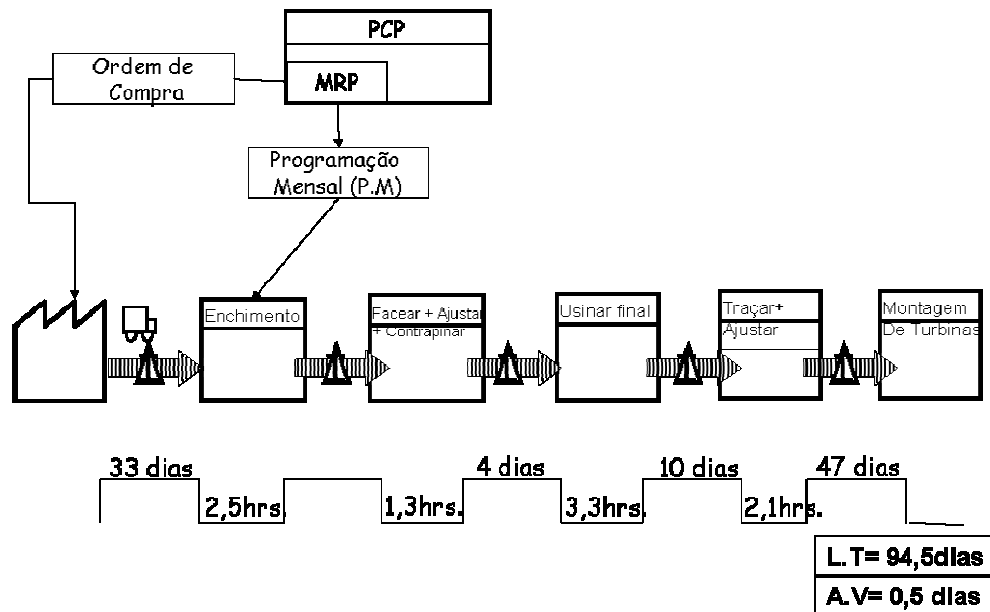 PCP
MRP
Ordem de
Compra
Programação
Mensal (P.M)
Enchimento
Facear + Ajustar
+ Contrapinar
Usinar final
Traçar+
Ajustar
Montagem
De Turbinas
33 dias
2,5hrs.
1,3hrs.
4 dias
3,3hrs.
10 dias
2,1hrs.
47 dias
L.T= 94,5dias
A.V= 0,5 dias